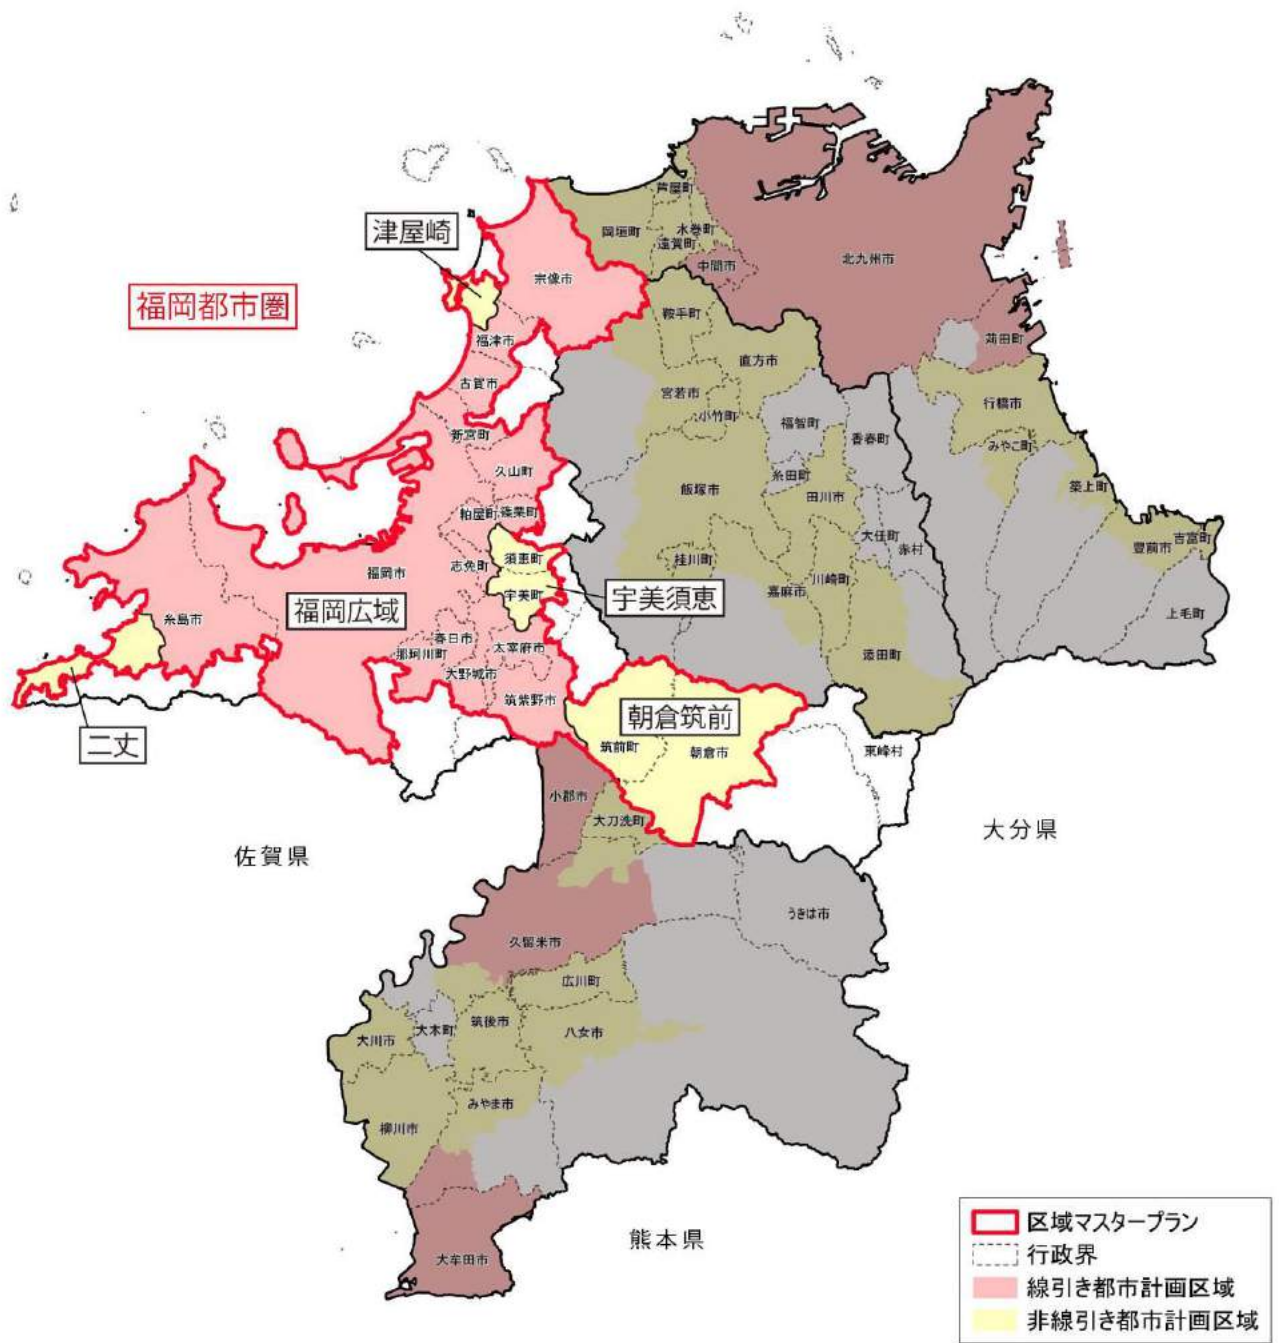 芦屋町
岡垣町
水巻町
遠賀町
中間市
北九州市
津屋崎
宗像市
福岡都市圏
福津市
鞍手町
苅田町
直方市
古賀市
宮若市
小竹町
福智町
行橋市
新宮町
香春町
みやこ町
久山町
糸田町
飯塚市
田川市
築上町
粕屋町
篠栗町
大任町
赤村
吉富町
豊前市
須恵町
桂川町
志免町
福岡市
川崎町
宇美町
嘉麻市
宇美須恵
福岡広域
糸島市
上毛町
春日市
太宰府市
那珂川町
添田町
大野城市
筑紫野市
朝倉筑前
二丈
筑前町
朝倉市
東峰村
小郡市
大刀洗町
大分県
佐賀県
うきは市
久留米市
広川町
筑後市
大木町
八女市
大川市
みやま市
柳川市
熊本県
大牟田市
区域マスタープラン
行政界
線引き都市計画区域
非線引き都市計画区域